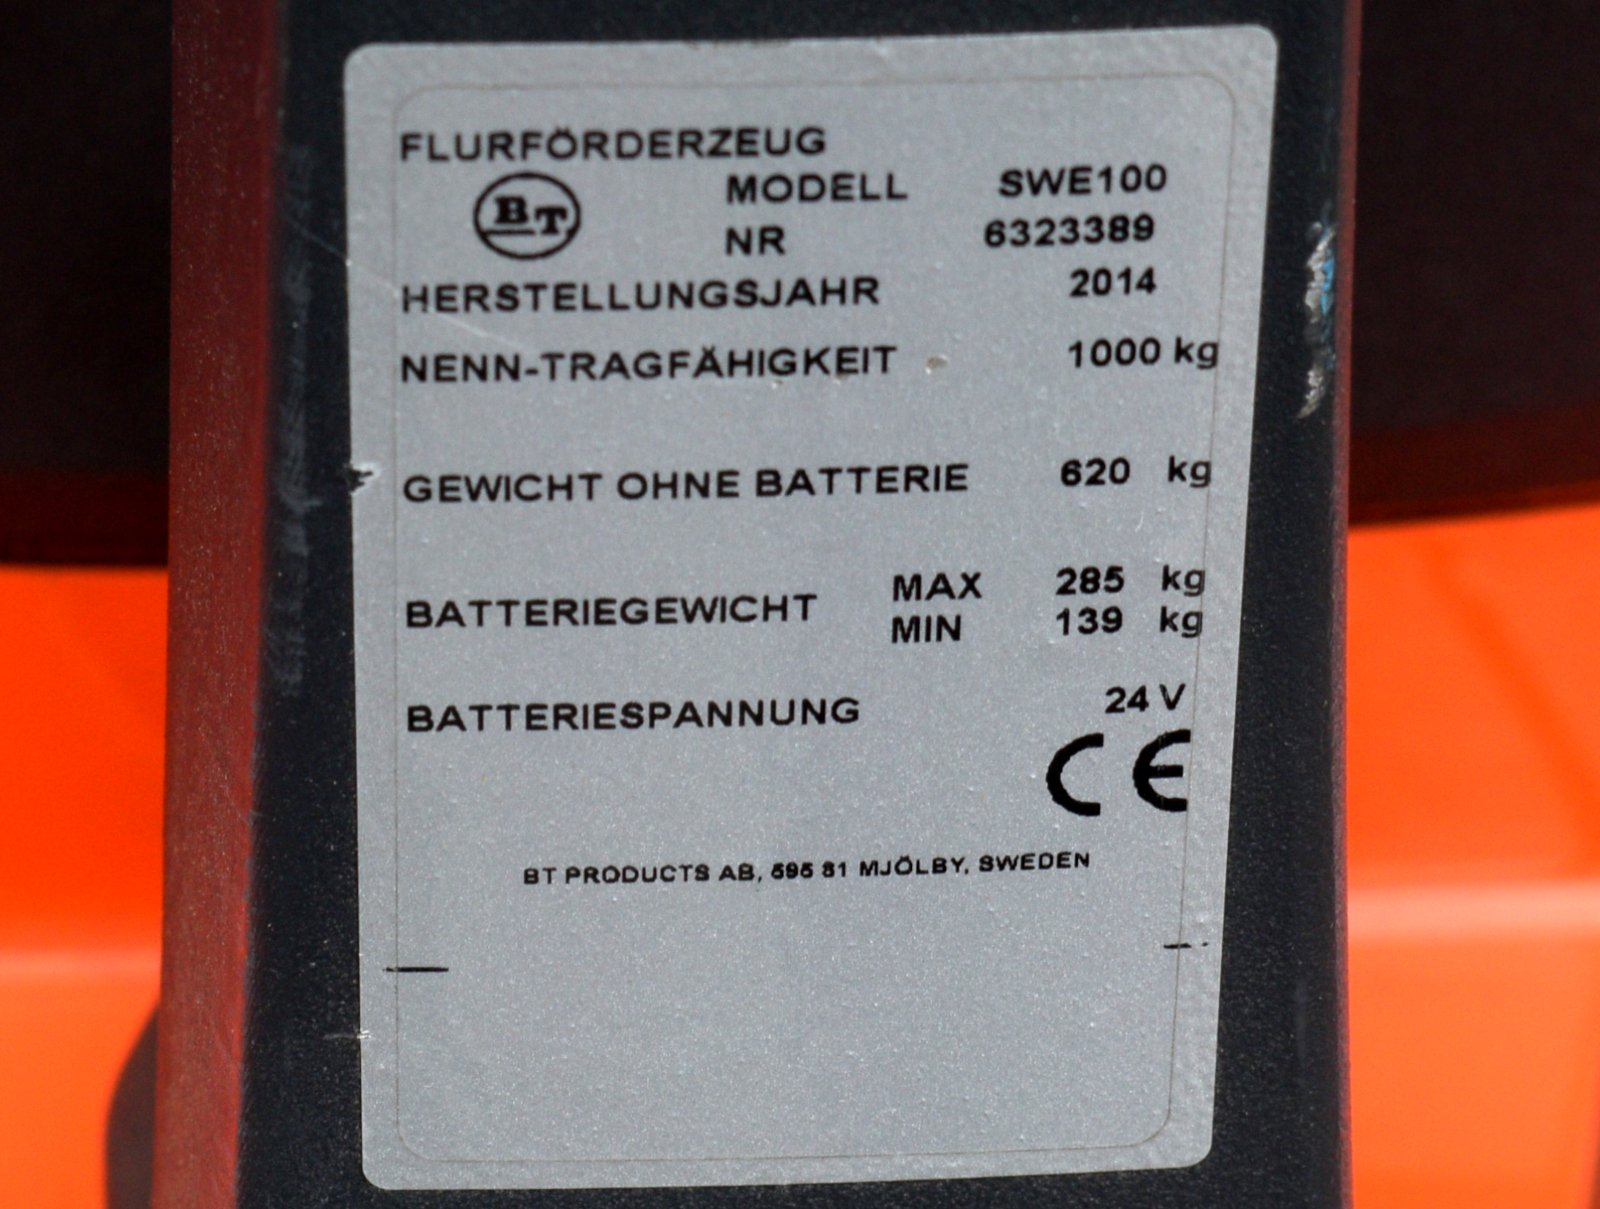 FLURFÖRDERZEUG
BT MODELL SWE100
NR 6323389
HERSTELLUNGSJAHR 2014
NENN-TRAGFÄHIGKEIT 1000 kg
GEWICHT OHNE BATTERIE 620 kg
BATTERIEGEWICHT MAX 285 kg
MIN 139 kg
BATTERIESPANNUNG 24 V
CE
BT PRODUCTS AB, 595 81 MJÖLBY, SWEDEN